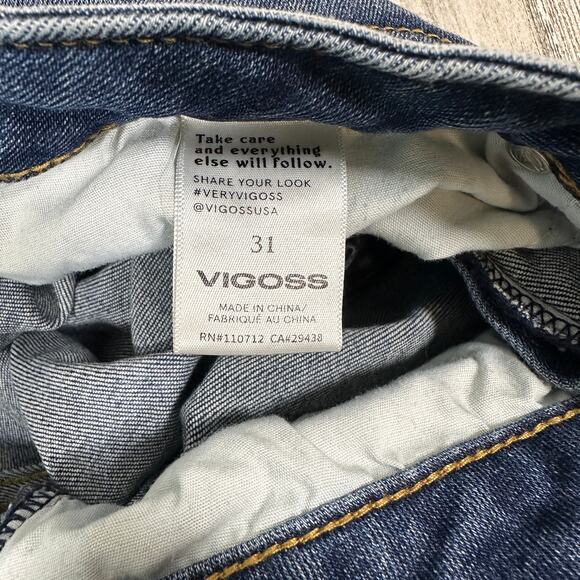 Take care
and everything
else will follow.
SHARE YOUR LOOK
#VERYVIGOSS
@VIGOSSUSA
31
VIGOSS
MADE IN CHINA/
FABRIQUÉ AU CHINA
RN#110712 CA#29438